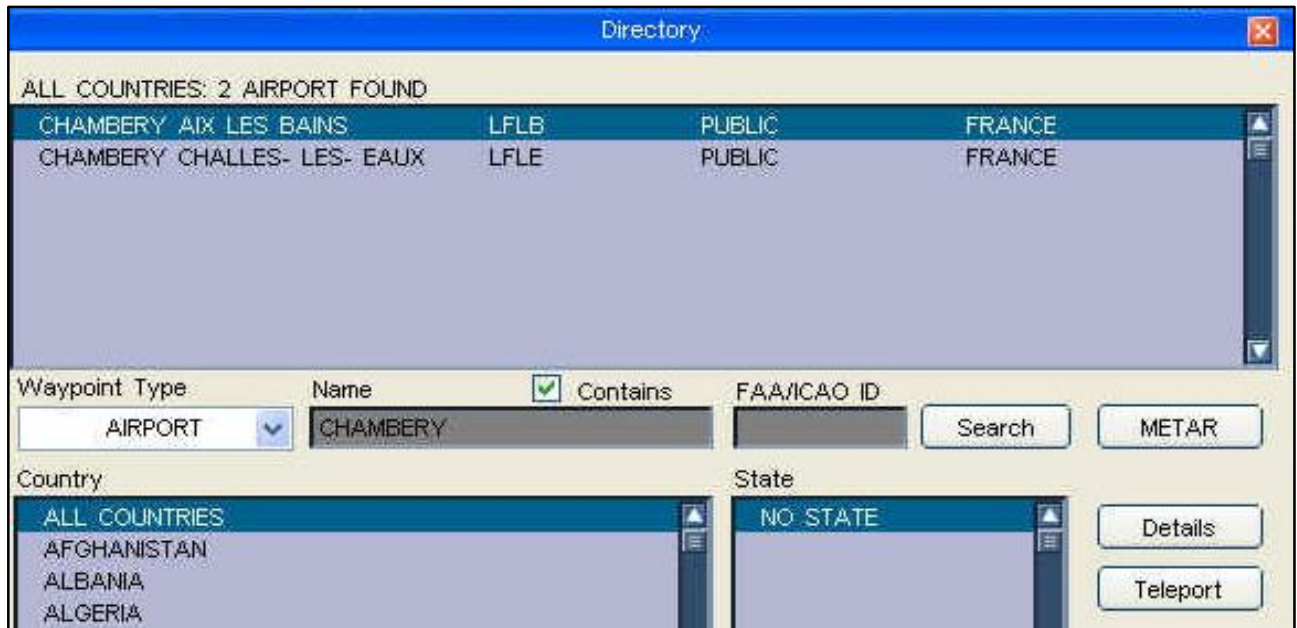 Directory
ALL COUNTRIES: 2 AIRPORT FOUND
CHAMBERY AIX LES BAINS LFLB PUBLIC FRANCE
CHAMBERY CHALLES- LES- EAUX LFLE PUBLIC FRANCE
Waypoint Type Name Contains FAA/ICAO ID
AIRPORT CHAMBERY Search METAR
Country State
ALL COUNTRIES NO STATE Details
AFGHANISTAN
ALBANIA Teleport
ALGERIA